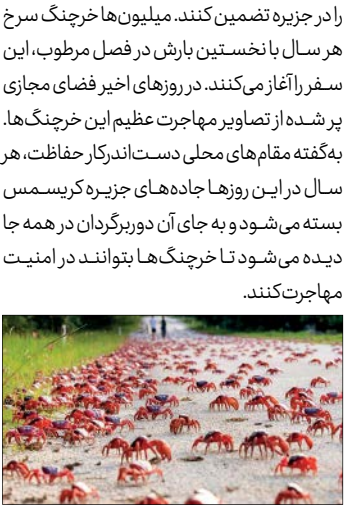 را در جزیره تضمین کنند. میلیون‌ها خرچنگ سرخ
هر سال با نخستین بارش در فصل مرطوب، این
سفر را آغاز می‌کنند. در روزهای اخیر فضای مجازی
پر شده از تصاویر مهاجرت عظیم این خرچنگ‌ها.
به‌گفته مقام‌های محلی دست‌اندرکار حفاظت، هر
سال در این روزها جاده‌های جزیره کریسمس
بسته می‌شود و به جای آن دوربرگردان در همه جا
دیده می‌شود تا خرچنگ‌ها بتوانند در امنیت
مهاجرت کنند.